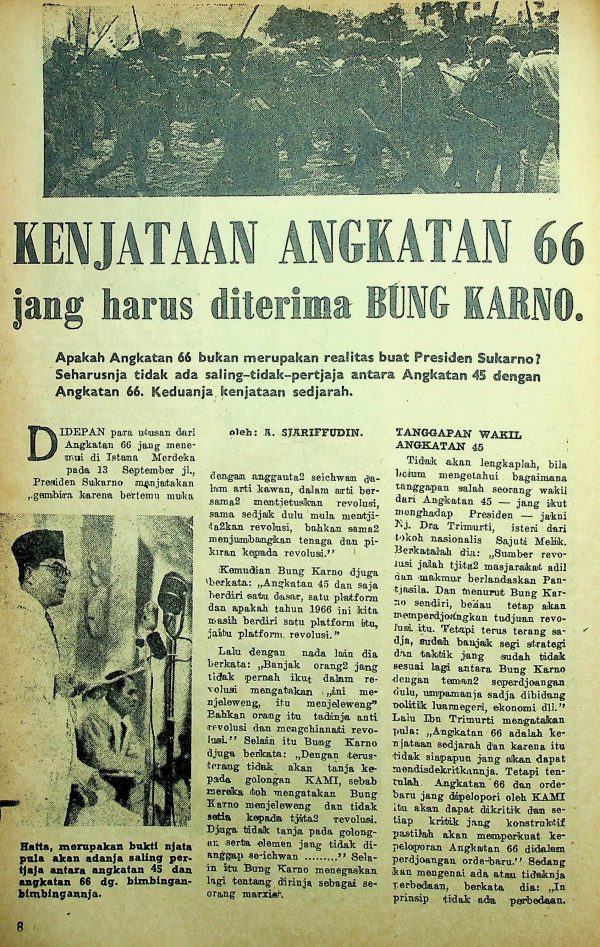 KENJATAAN ANGKATAN 66
jang harus diterima BUNG KARNO.
Apakah Angkatan 66 bukan merupakan realitas buat Presiden Sukarno?
Seharusnja tidak ada saling-tidak-pertjaja antara Angkatan 45 dengan
Angkatan 66. Keduanja kenjataan sedjarah.
DIDEPAN para utusan dari
Angkatan 66 jang mene-
mui di Istana Merdeka
pada 13 September jl.,
Presiden Sukarno menjatakan
„gambira karena bertemu muka
Hatta, merupakan bukti njata
pula akan adanja saling per-
tjaja antara angkatan 45 dan
angkatan 66 dg. bimbingan-
bimbingannja.
8
oleh: A. SJARIFFUDIN.
dengan anggauta2 seichwan da-
lam arti kawan, dalam arti ber-
sama2 mentjetuskan revolusi,
sama sedjak dulu mula mentji-
ta2kan revolusi, bahkan sama2
menjumbangkan tenaga dan pi-
kiran kepada revolusi.”
Kemudian Bung Karno djuga
berkata: „Angkatan 45 dan saja
berdiri satu dasar, satu platform
dan apakah tahun 1966 ini kita
masih berdiri satu platform itu,
jaitu platform revolusi.”
Lalu dengan nada lain dia
berkata: „Banjak orang2 jang
tidak pernah ikut dalam re-
volusi mengatakan „ini me-
njeleweng, itu menjeleweng”
Bahkan orang itu tadinja anti
revolusi dan mengchianati revo-
lusi.” Selain itu Bung Karno
djuga berkata: „Dengan terus-
terang tidak akan tanja ke-
pada golongan KAMI, sebab
mereka toh mengatakan Bung
Karno menjeleweng dan tidak
setia kepada tjita2 revolusi.
Djuga tidak tanja pada golong-
an serta elemen jang tidak di-
anggap se-ichwan .........” Sela-
in itu Bung Karno menegaskan
lagi tentang dirinja sebagai se-
orang marxis.
TANGGAPAN WAKIL
ANGKATAN 45
Tidak akan lengkaplah, bila
belum mengetahui bagaimana
tanggapan salah seorang wakil
dari Angkatan 45 — jang ikut
menghadap Presiden — jakni
Nj. Dra Trimurti, isteri dari
tokoh nasionalis Sajuti Melik.
Berkatalah dia: „Sumber revo-
lusi jalah tjita2 masjarakat adil
dan makmur berlandaskan Pan-
tjasila. Dan menurut Bung Kar-
no sendiri, beliau tetap akan
memperdjoangkan tudjuan revo-
lusi itu. Tetapi terus terang sa-
dja, sudah banjak segi strategi
dan taktik jang sudah tidak
sesuai lagi antara Bung Karno
dengan teman2 seperdjoangan
dulu, umpamanja sadja dibidang
politik luarnegeri, ekonomi dll.”
Lalu Ibu Trimurti mengatakan
pula: „Angkatan 66 adalah ke-
njataan sedjarah dan karena itu
tidak siapapun jang akan dapat
mendisdekritkannja. Tetapi ten-
tulah Angkatan 66 dan orde-
baru jang dipelopori oleh KAMI
itu akan dapat dikritik dan se-
tiap kritik jang konstruktif
pastilah akan memperkuat ke-
peloporan Angkatan 66 didalam
perdjoangan orde-baru.” Sedang
kan mengenai ada atau tidaknja
perbedaan, berkata dia: „In
prinsip tidak ada perbedaan.